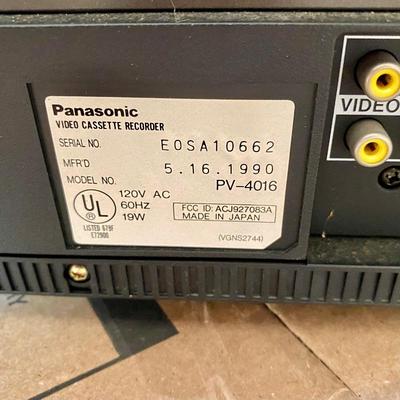 Panasonic
VIDEO CASSETTE RECORDER
SERIAL NO. E0SA10662
MFR'D 5.16.1990
MODEL NO. PV-4016
120V AC
60HZ
19W
UL
LISTED 679F
E72900
FCC ID: ACJ927083A
MADE IN JAPAN
(VGNS2744)
VIDEO